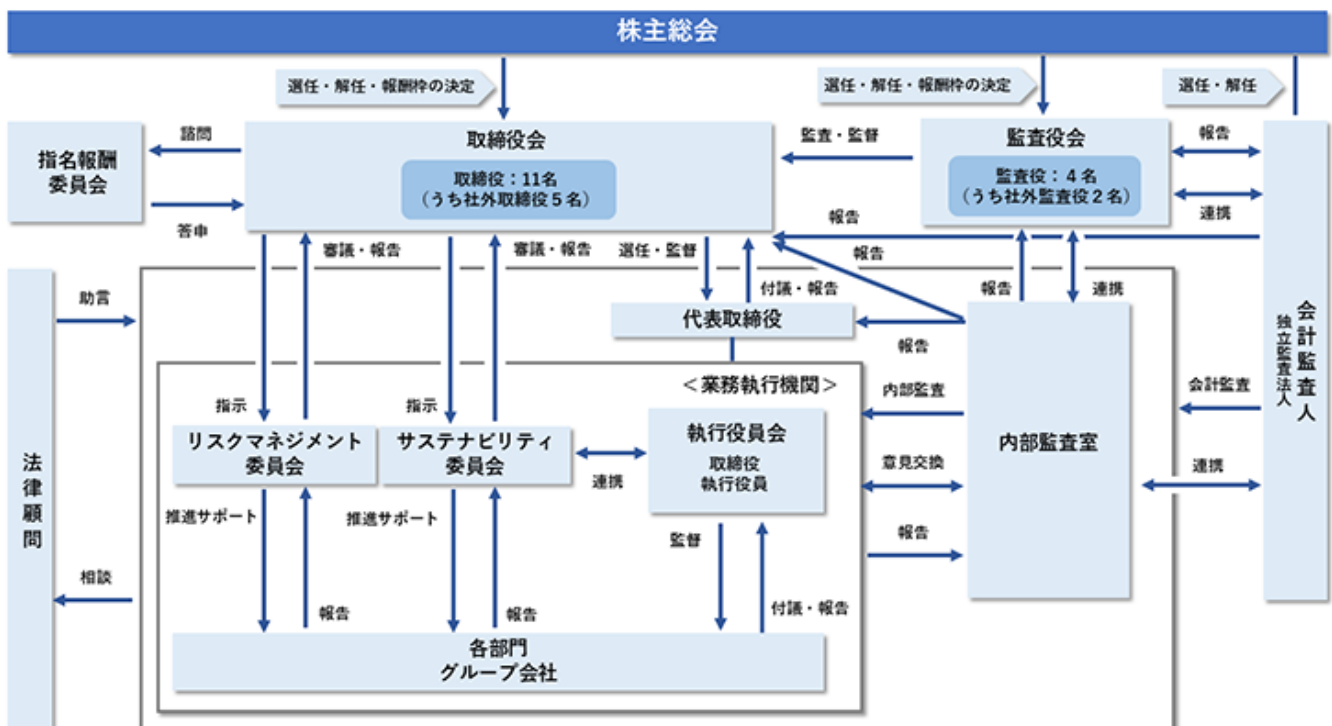 株主総会
選任・解任・報酬枠の決定
選任・解任・報酬枠の決定
選任・解任
指名報酬
委員会
諮問
答申
取締役会
取締役：11名
（うち社外取締役５名）
監査・監督
監査役会
監査役：４名
（うち社外監査役２名）
報告
連携
報告
審議・報告
審議・報告
選任・監督
付議・報告
報告
報告
連携
助言
代表取締役
報告
会計監査人
独立監査法人
＜業務執行機関＞
指示
指示
内部監査
会計監査
リスクマネジメント
委員会
サステナビリティ
委員会
連携
執行役員会
取締役
執行役員
内部監査室
意見交換
連携
法律顧問
推進サポート
推進サポート
監督
報告
相談
報告
報告
付議・報告
各部門
グループ会社